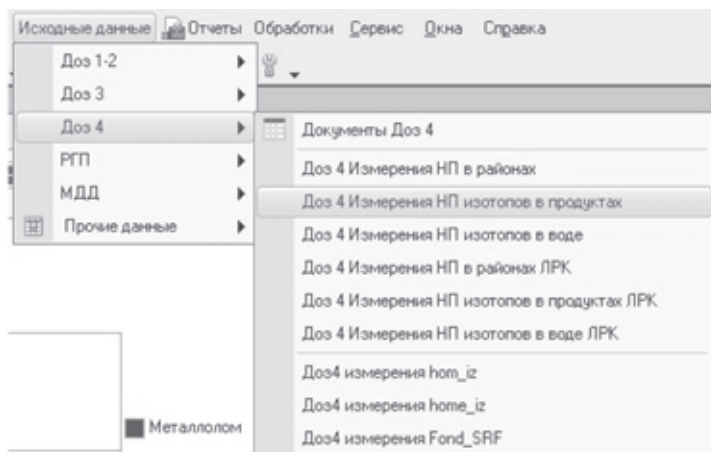 Исходные данные Отчеты Обработки Сервис Окна Справка
Доз 1-2
Доз 3
Доз 4
РГП
МДД
Прочие данные
Документы Доз 4
Доз 4 Измерения НП в районах
Доз 4 Измерения НП изотопов в продуктах
Доз 4 Измерения НП изотопов в воде
Доз 4 Измерения НП в районах ЛРК
Доз 4 Измерения НП изотопов в продуктах ЛРК
Доз 4 Измерения НП изотопов в воде ЛРК
Доз4 измерения hom_iz
Доз4 измерения home_iz
Доз4 измерения Fond_SRF
Металлолом